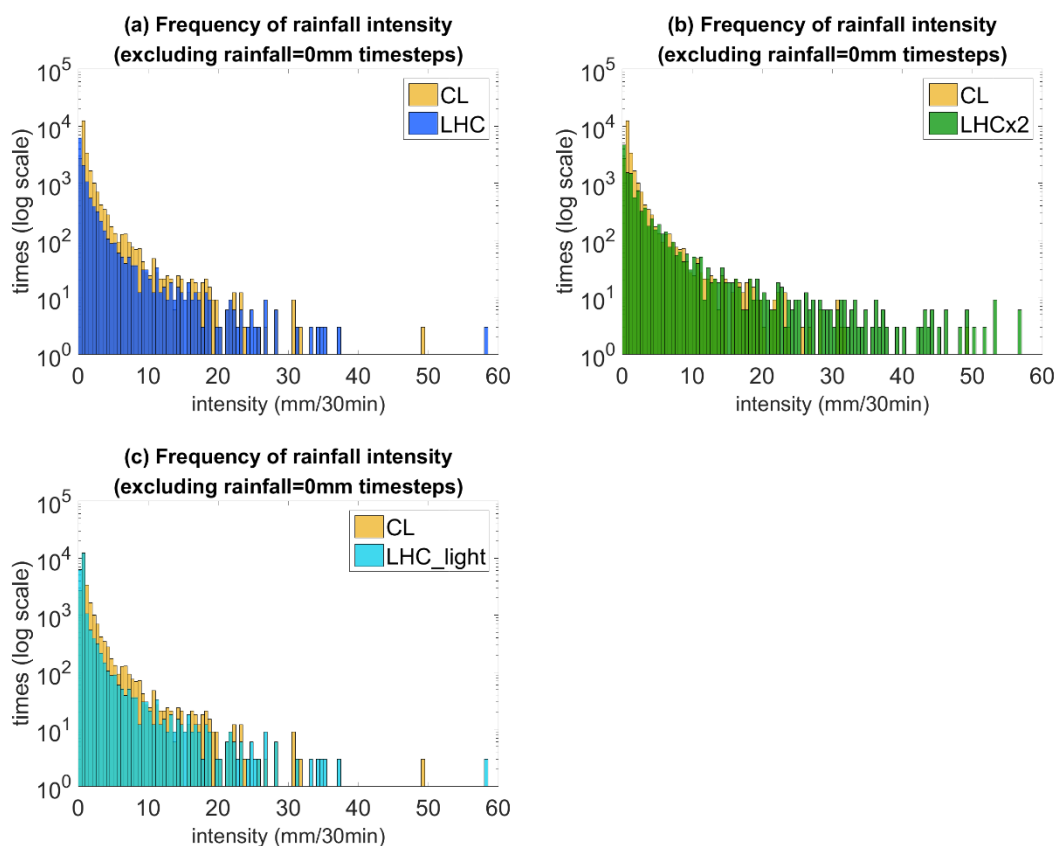 (a) Frequency of rainfall intensity
(excluding rainfall=0mm timesteps)
10^5
10^4
10^3
10^2
10^1
10^0
times (log scale)
CL
LHC
0 10 20 30 40 50 60
intensity (mm/30min)
(b) Frequency of rainfall intensity
(excluding rainfall=0mm timesteps)
10^5
10^4
10^3
10^2
10^1
10^0
times (log scale)
CL
LHCx2
0 10 20 30 40 50 60
intensity (mm/30min)
(c) Frequency of rainfall intensity
(excluding rainfall=0mm timesteps)
10^5
10^4
10^3
10^2
10^1
10^0
times (log scale)
CL
LHC_light
0 10 20 30 40 50 60
intensity (mm/30min)